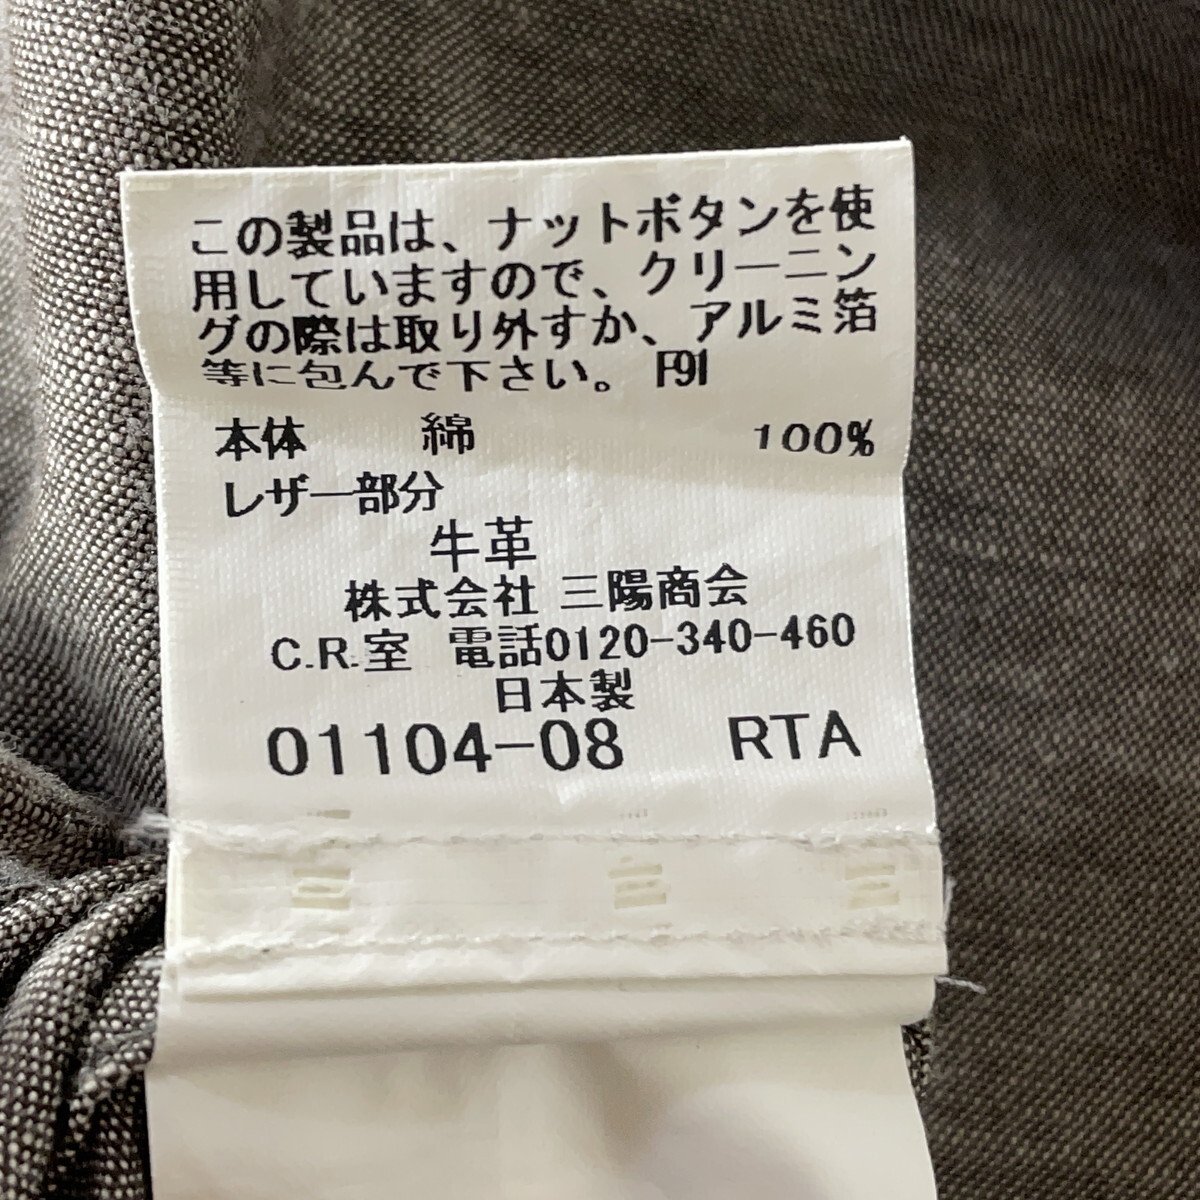 この製品は、ナットボタンを使
用していますので、クリーニン
グの際は取り外すか、アルミ箔
等に包んで下さい。 F91
本体 綿 100%
レザー部分
牛革
株式会社 三陽商会
C.R.室 電話0120-340-460
日本製
01104-08 RTA